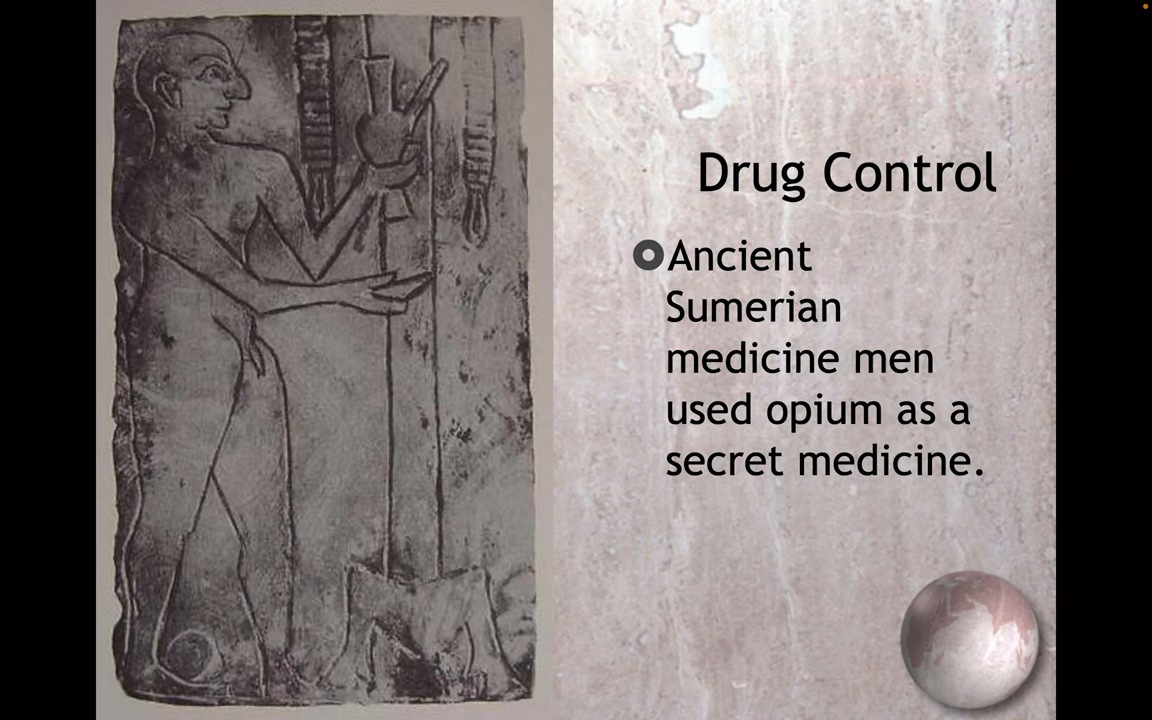 Drug Control
Ancient
Sumerian
medicine men
used opium as a
secret medicine.